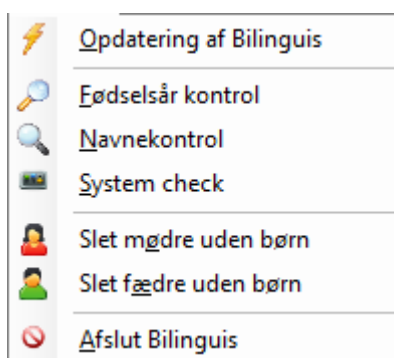 Opdatering af Bilinguis
Fødselsår kontrol
Navnekontrol
System check
Slet mødre uden børn
Slet fædre uden børn
Afslut Bilinguis